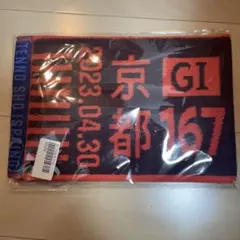 TENNO SHO (SPRING)
2023.04.30
京都
GI
167